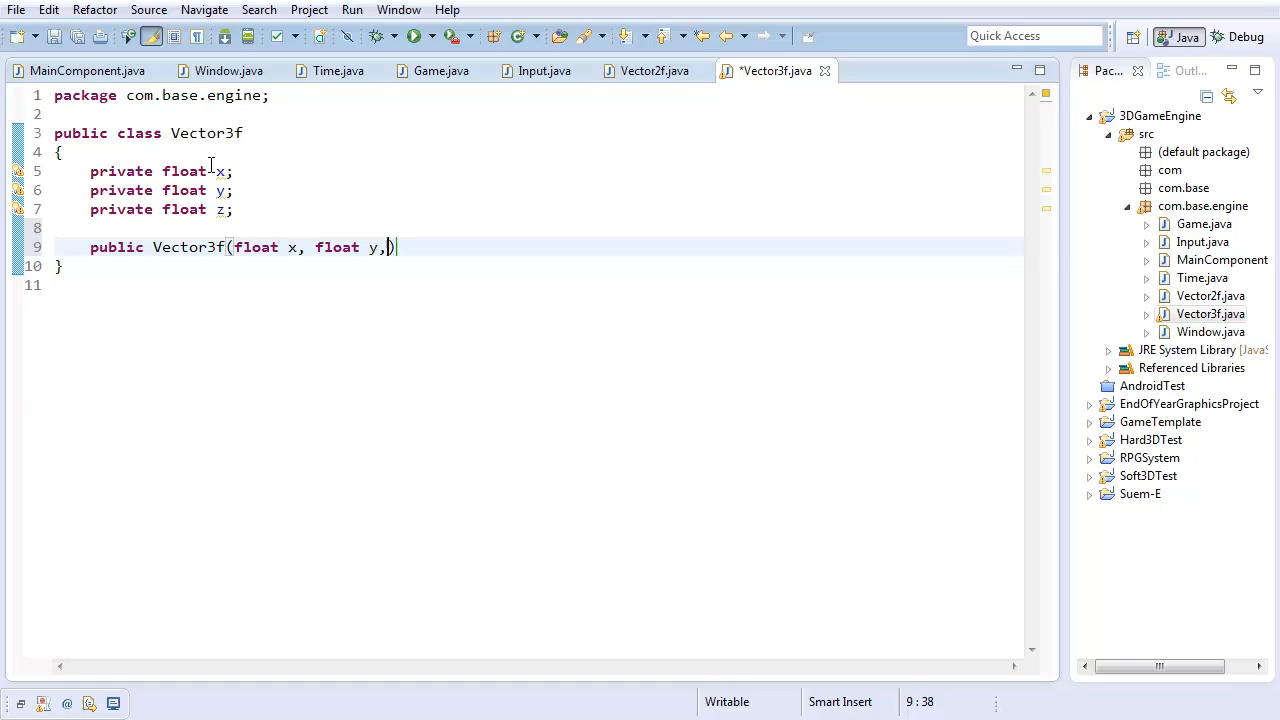 File Edit Refactor Source Navigate Search Project Run Window Help
Quick Access
Java
Debug
MainComponent.java Window.java Time.java Game.java Input.java Vector2f.java *Vector3f.java
Pac... Outl...
1 package com.base.engine;
2
3 public class Vector3f
4 {
5 private float x;
6 private float y;
7 private float z;
8
9 public Vector3f(float x, float y,)
10 }
11
3DGameEngine
src
(default package)
com
com.base
com.base.engine
Game.java
Input.java
MainComponent
Time.java
Vector2f.java
Vector3f.java
Window.java
JRE System Library [JavaS
Referenced Libraries
AndroidTest
EndOfYearGraphicsProject
GameTemplate
Hard3DTest
RPGSystem
Soft3DTest
Suem-E
Writable Smart Insert 9 : 38